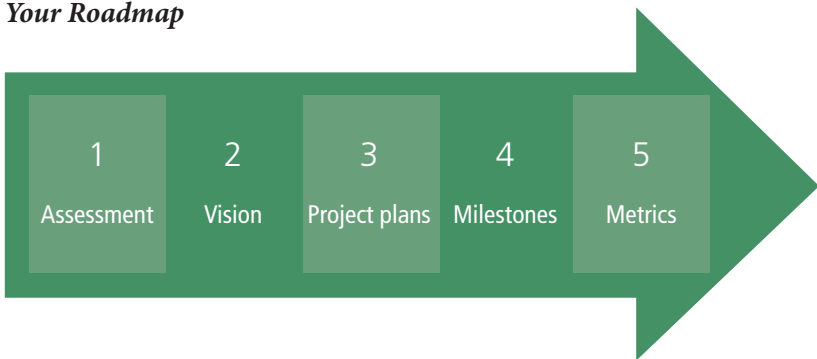 Your Roadmap
1
Assessment
2
Vision
3
Project plans
4
Milestones
5
Metrics